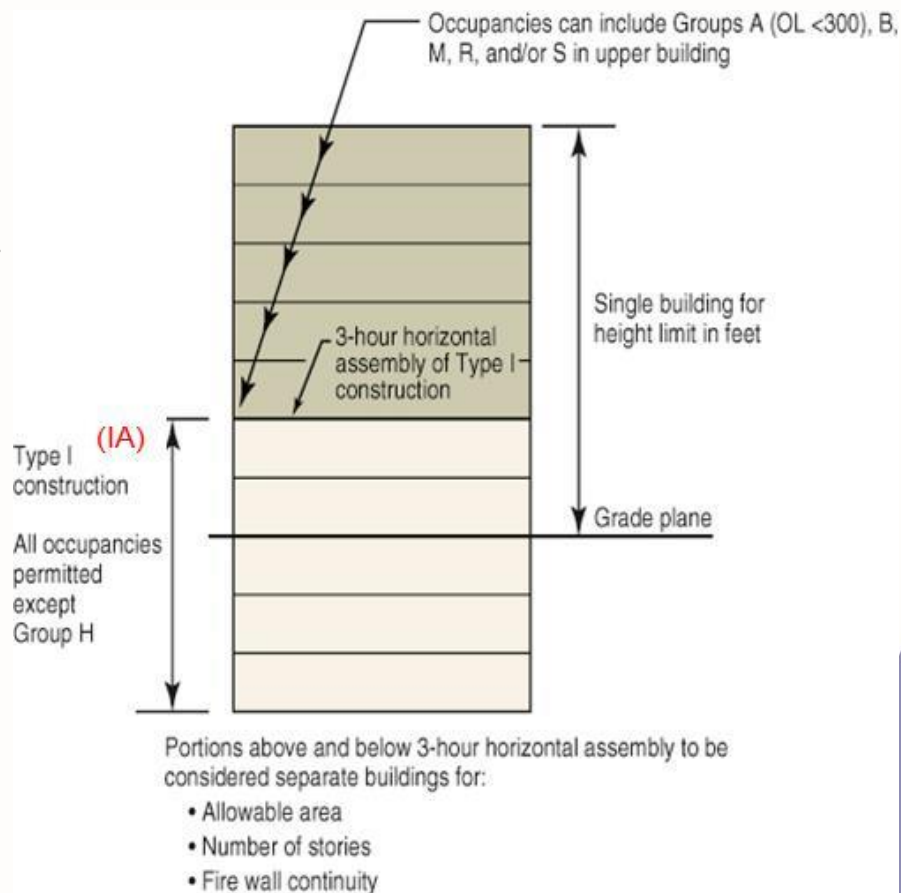 Occupancies can include Groups A (OL <300), B,
M, R, and/or S in upper building
Single building for
height limit in feet
3-hour horizontal
assembly of Type I
construction
(IA)
Type I
construction
Grade plane
All occupancies
permitted
except
Group H
Portions above and below 3-hour horizontal assembly to be
considered separate buildings for:
• Allowable area
• Number of stories
• Fire wall continuity